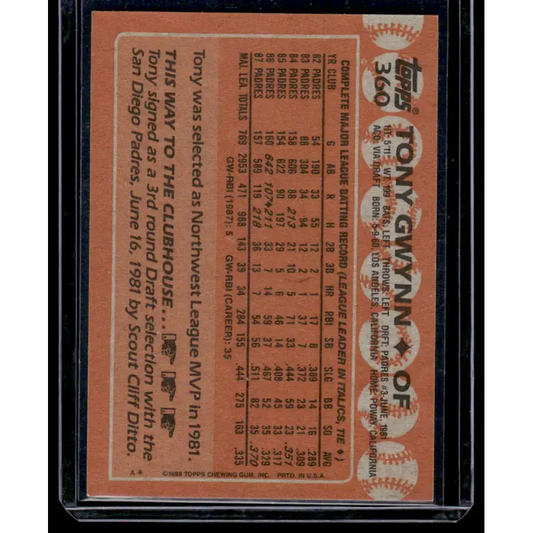 topps®
360 TONY GWYNN ♦ OF
HT: 5'11 WT: 199 BATS: LEFT THROWS: LEFT DRFT: PADRES #3-JUNE, 1981
ACQ: VIA DRAFT BORN: 5-9-60, LOS ANGELES, CALIFORNIA HOME: POWAY, CALIFORNIA
COMPLETE MAJOR LEAGUE BATTING RECORD (LEAGUE LEADER IN ITALICS, TIE ♦)
YR CLUB G AB R H 2B 3B HR RBI SB SLG BB SO AVG
82 PADRES 54 190 33 55 12 2 1 17 8 .389 14 16 .289
83 PADRES 86 304 34 94 12 2 1 37 7 .372 23 21 .309
84 PADRES 158 606 88 213 21 10 5 71 33 .444 59 23 .351
85 PADRES 154 622 90 197 29 5 6 46 14 .408 45 33 .317
86 PADRES 160 642 107♦ 211 33 7 14 59 37 .467 52 35 .329
87 PADRES 157 589 119 218 36 13 7 54 56 .511 82 35 .370
MAJ. LEA. TOTALS 769 2953 471 988 143 39 34 284 155 .444 275 163 .335
GW-RBI (1987): 5 GW-RBI (CAREER): 35
Tony was selected as Northwest League MVP in 1981.
THIS WAY TO THE CLUBHOUSE...
Tony signed as a 3rd round Draft selection with the
San Diego Padres, June 16, 1981 by Scout Cliff Ditto.
A * ©1988 TOPPS CHEWING GUM, INC. PRTD. IN U.S.A.